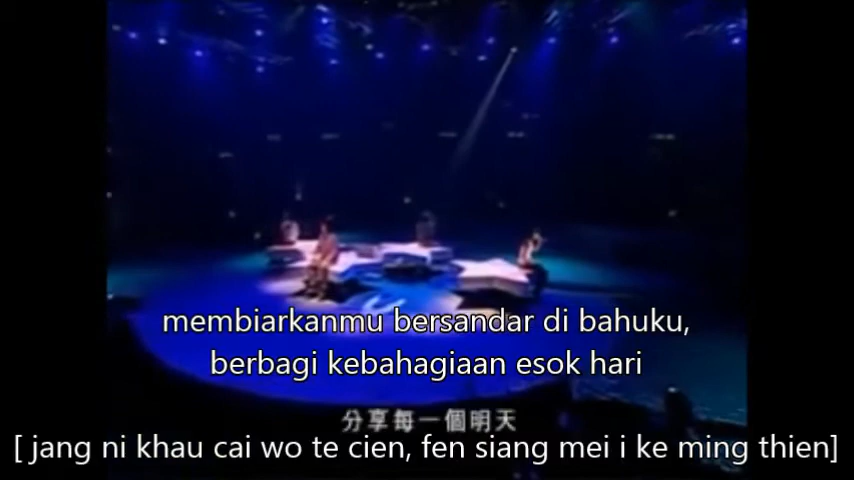 membiarkanmu bersandar di bahuku,
berbagi kebahagiaan esok hari
分享每一個明天
[ jang ni khau cai wo te cien, fen siang mei i ke ming thien]